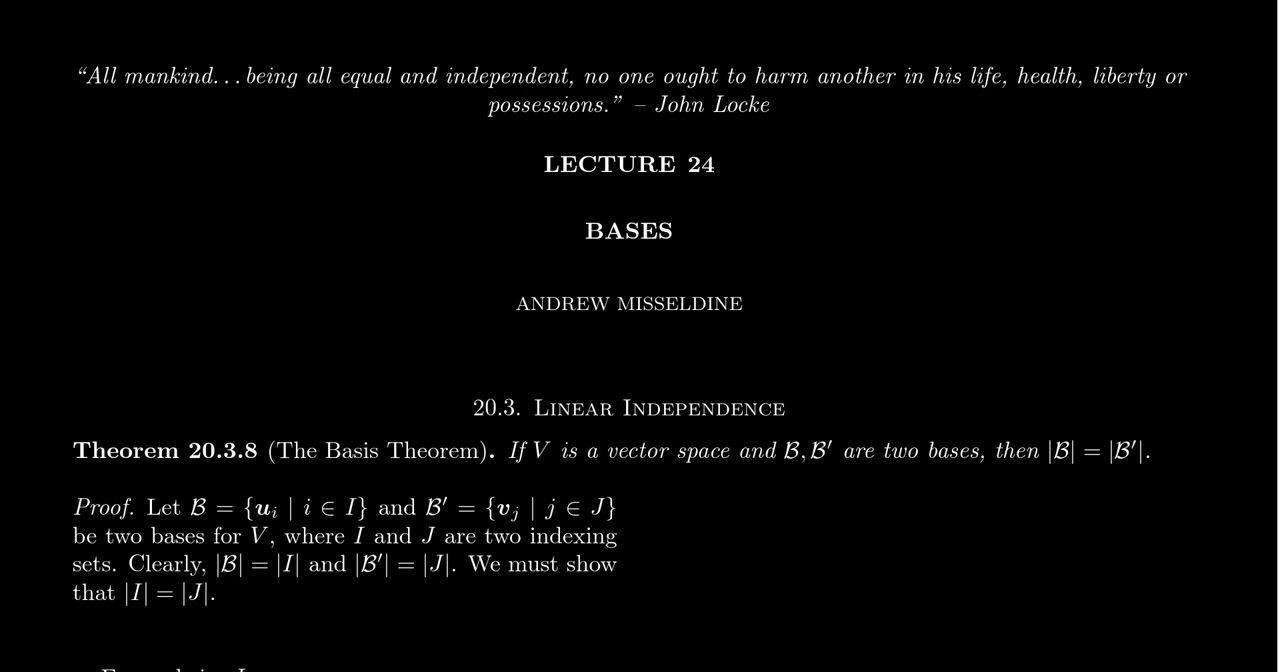 “All mankind. . . being all equal and independent, no one ought to harm another in his life, health, liberty or
possessions.” – John Locke
LECTURE 24
BASES
ANDREW MISSELDINE
20.3. Linear Independence
Theorem 20.3.8 (The Basis Theorem). If V is a vector space and ℬ, ℬ′ are two bases, then |ℬ| = |ℬ′|.
Proof. Let ℬ = {𝒖ᵢ | i ∈ I} and ℬ′ = {𝒗ⱼ | j ∈ J}
be two bases for V, where I and J are two indexing
sets. Clearly, |ℬ| = |I| and |ℬ′| = |J|. We must show
that |I| = |J|.